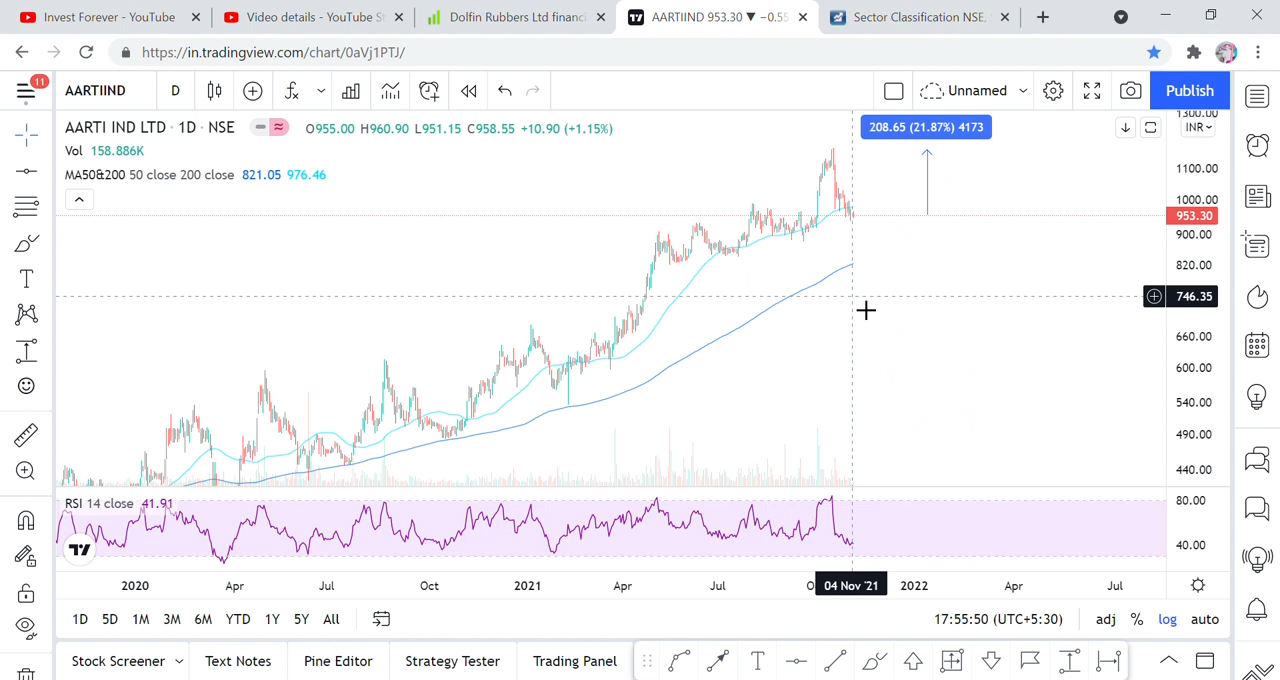 Invest Forever - YouTube
Video details - YouTube St
Dolfin Rubbers Ltd financi
AARTIIND 953.30 ▼ −0.55
Sector Classification NSE,
https://in.tradingview.com/chart/0aVj1PTJ/
11
AARTIIND
D
Unnamed
Publish
AARTI IND LTD · 1D · NSE
O955.00 H960.90 L951.15 C958.55 +10.90 (+1.15%)
208.65 (21.87%) 4173
1300.00
INR
Vol 158.886K
MA50&200 50 close 200 close 821.05 976.46
1100.00
1000.00
953.30
900.00
820.00
746.35
660.00
600.00
540.00
490.00
440.00
RSI 14 close 41.91
80.00
40.00
2020 Apr Jul Oct 2021 Apr Jul O 04 Nov '21 2022 Apr Jul
1D 5D 1M 3M 6M YTD 1Y 5Y All
17:55:50 (UTC+5:30) adj % log auto
Stock Screener Text Notes Pine Editor Strategy Tester Trading Panel